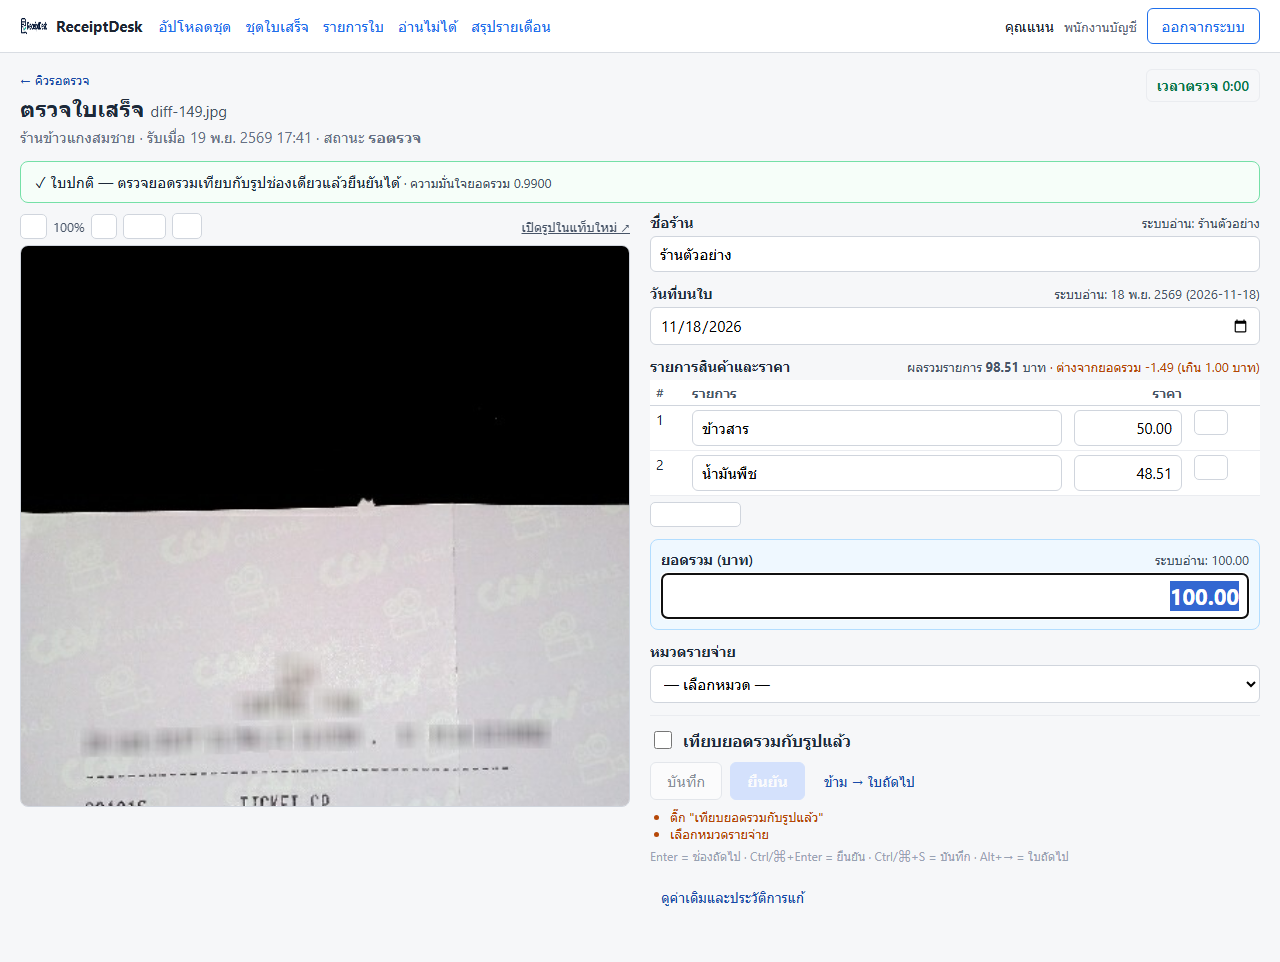 ReceiptDesk อัปโหลดชุด ชุดใบเสร็จ รายการใบ อ่านไม่ได้ สรุปรายเดือน คุณแนน พนักงานบัญชี ออกจากระบบ
← คิวรอตรวจ
เวลาตรวจ 0:00
ตรวจใบเสร็จ diff-149.jpg
ร้านข้าวแกงสมชาย · รับเมื่อ 19 พ.ย. 2569 17:41 · สถานะ รอตรวจ
✓ ใบปกติ — ตรวจยอดรวมเทียบกับรูปช่องเดียวแล้วยืนยันได้ · ความมั่นใจยอดรวม 0.9900
100% เปิดรูปในแท็บใหม่ ↗
CGV CINEMAS
TICKET CP
ชื่อร้าน ระบบอ่าน: ร้านตัวอย่าง
ร้านตัวอย่าง
วันที่บนใบ ระบบอ่าน: 18 พ.ย. 2569 (2026-11-18)
11/18/2026
รายการสินค้าและราคา ผลรวมรายการ 98.51 บาท · ต่างจากยอดรวม -1.49 (เกิน 1.00 บาท)
# รายการ ราคา
1 ข้าวสาร 50.00
2 น้ำมันพืช 48.51
ยอดรวม (บาท) ระบบอ่าน: 100.00
100.00
หมวดรายจ่าย
— เลือกหมวด —
เทียบยอดรวมกับรูปแล้ว
บันทึก ยืนยัน ข้าม → ใบถัดไป
• ติ๊ก "เทียบยอดรวมกับรูปแล้ว"
• เลือกหมวดรายจ่าย
Enter = ช่องถัดไป · Ctrl/⌘+Enter = ยืนยัน · Ctrl/⌘+S = บันทึก · Alt+→ = ใบถัดไป
ดูค่าเดิมและประวัติการแก้